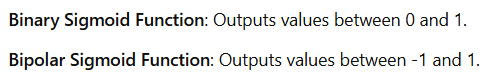 Binary Sigmoid Function: Outputs values between 0 and 1.
Bipolar Sigmoid Function: Outputs values between -1 and 1.